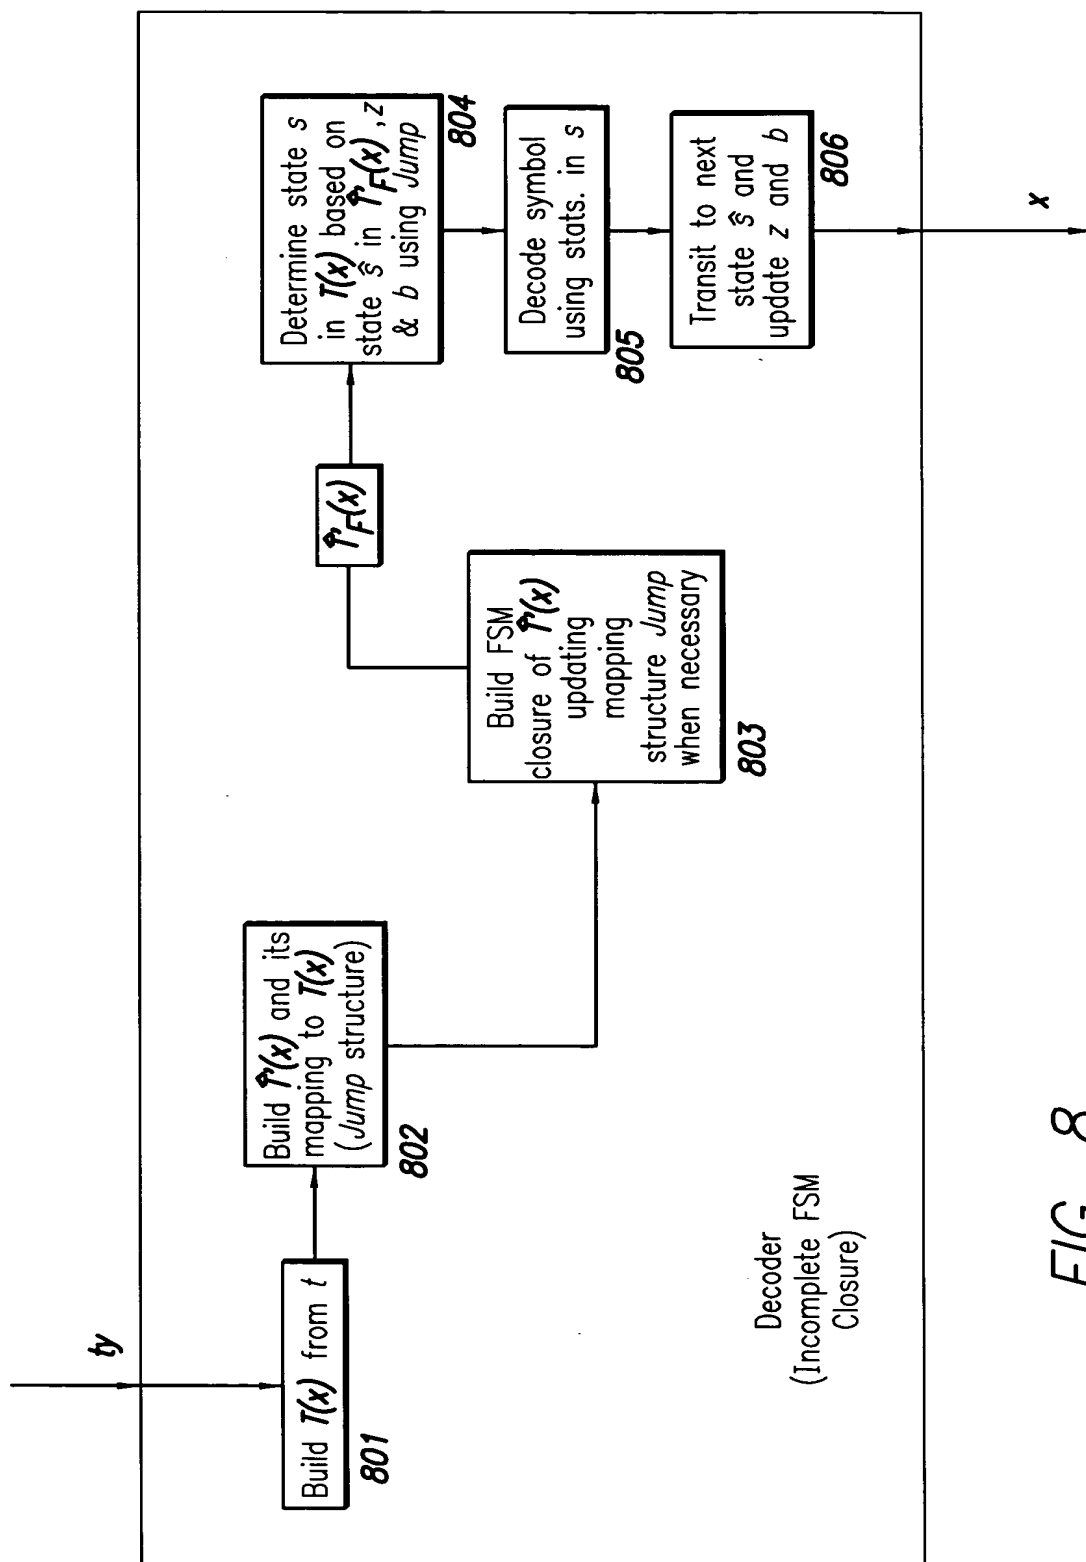 ty
Build T(x) from t
801
Build T̂'(x) and its
mapping to T(x)
(Jump structure)
802
Build FSM
closure of T̂'(x)
updating
mapping
structure Jump
when necessary
803
T̂'F(x)
Determine state s
in T(x) based on
state ŝ in T̂'F(x), z
& b using Jump
804
Decode symbol
using stats. in s
805
Transit to next
state ŝ and
update z and b
806
x
Decoder
(Incomplete FSM
Closure)
FIG. 8